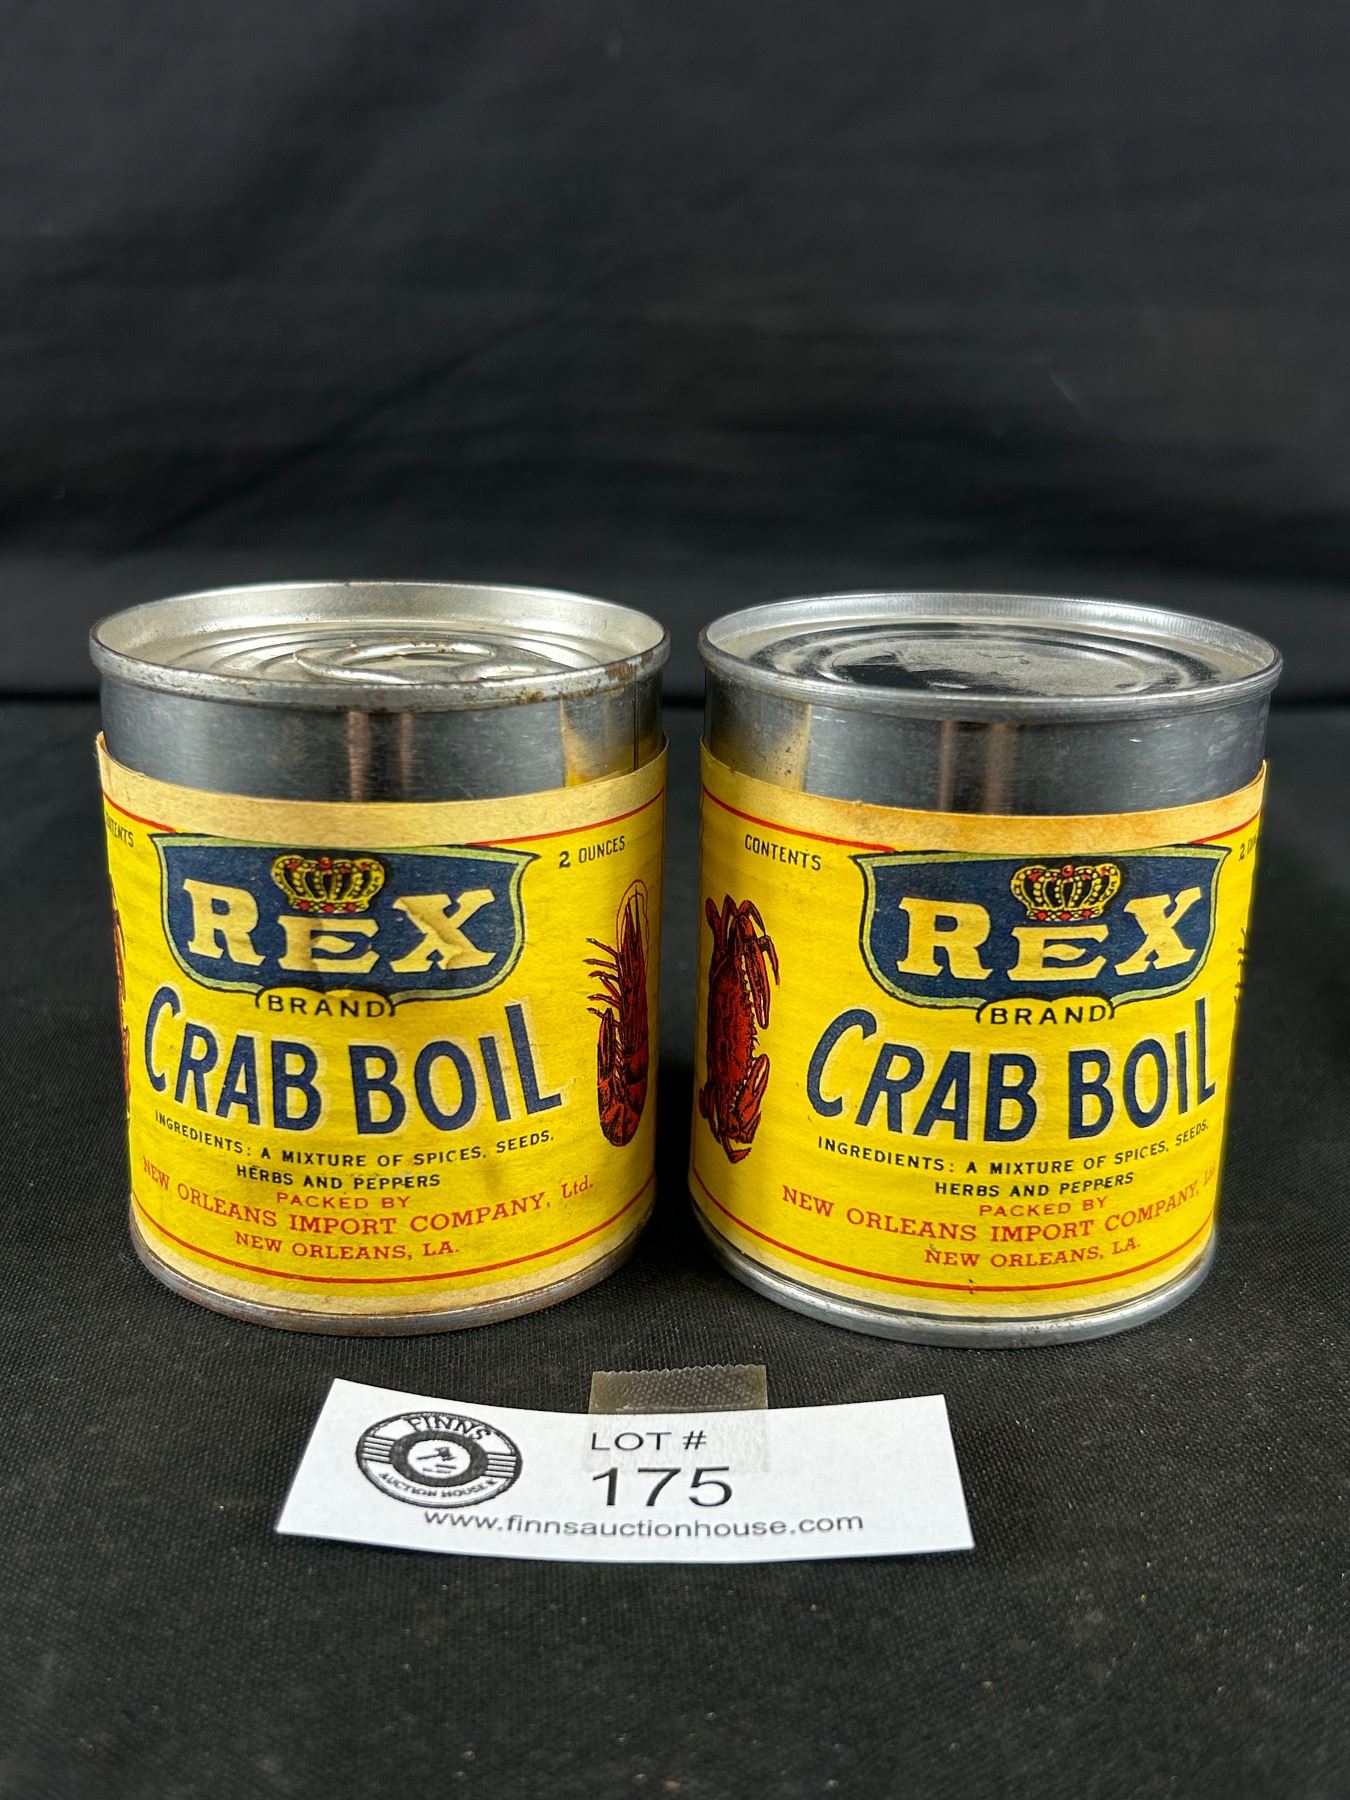 2 OUNCES
REX
BRAND
CRAB BOIL
INGREDIENTS: A MIXTURE OF SPICES, SEEDS,
HERBS AND PEPPERS
PACKED BY
NEW ORLEANS IMPORT COMPANY, Ltd.
NEW ORLEANS, LA.
CONTENTS
2
REX
BRAND
CRAB BOIL
INGREDIENTS: A MIXTURE OF SPICES, SEEDS,
HERBS AND PEPPERS
PACKED BY
NEW ORLEANS IMPORT COMPANY,
NEW ORLEANS, LA.
FINNS
AUCTION HOUSE
LOT #
175
www.finnsauctionhouse.com